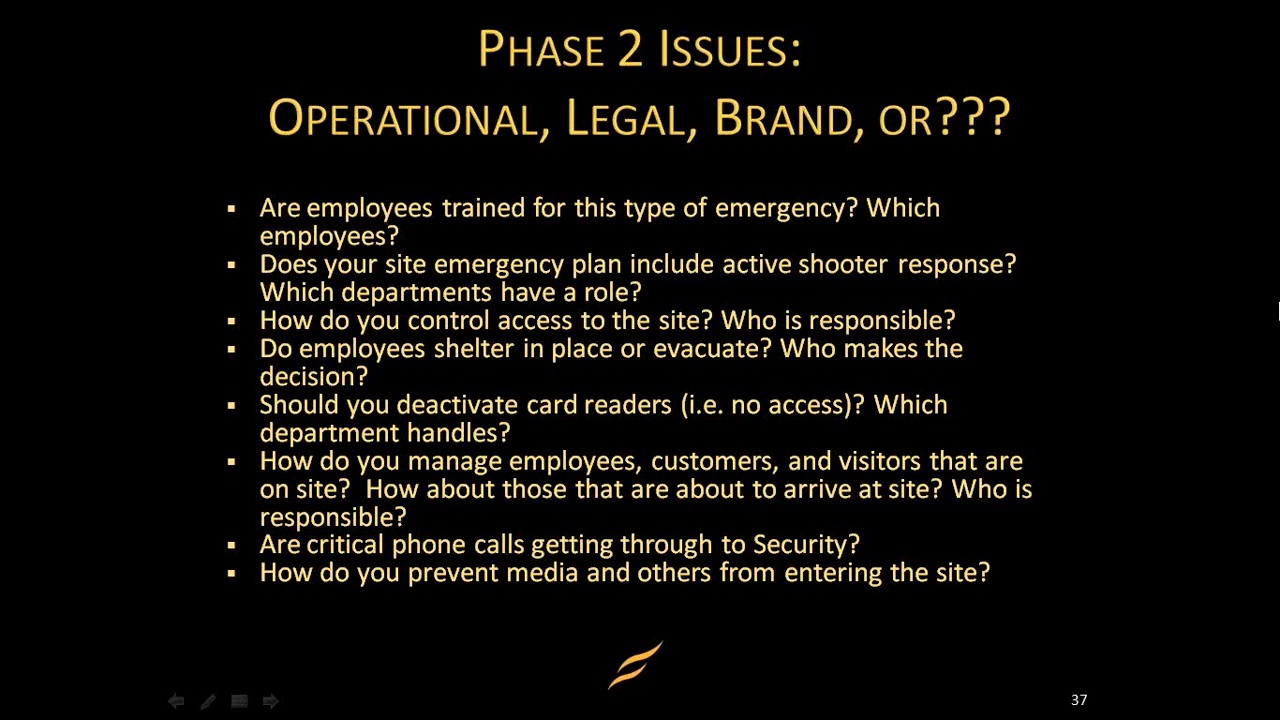 PHASE 2 ISSUES:
OPERATIONAL, LEGAL, BRAND, OR???
▪ Are employees trained for this type of emergency? Which
employees?
▪ Does your site emergency plan include active shooter response?
Which departments have a role?
▪ How do you control access to the site? Who is responsible?
▪ Do employees shelter in place or evacuate? Who makes the
decision?
▪ Should you deactivate card readers (i.e. no access)? Which
department handles?
▪ How do you manage employees, customers, and visitors that are
on site?  How about those that are about to arrive at site? Who is
responsible?
▪ Are critical phone calls getting through to Security?
▪ How do you prevent media and others from entering the site?
37